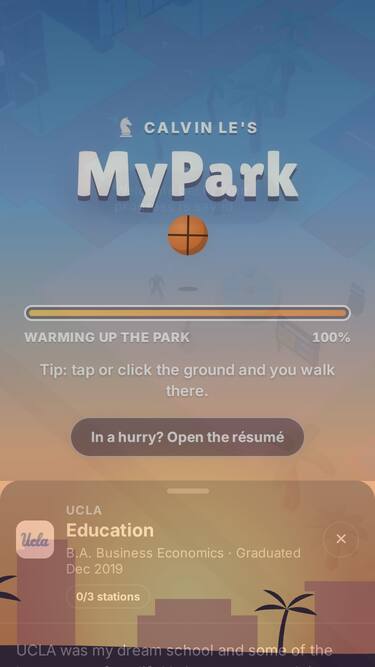 CALVIN LE'S
MyPark
WARMING UP THE PARK 100%
Tip: tap or click the ground and you walk
there.
In a hurry? Open the résumé
UCLA
Ucla
Education
B.A. Business Economics · Graduated
Dec 2019
0/3 stations
UCLA was my dream school and some of the